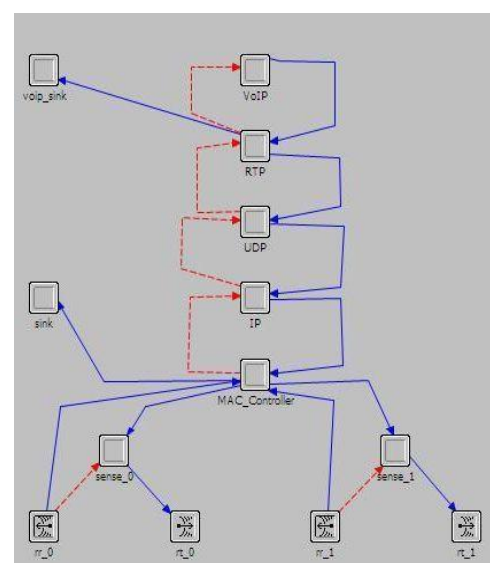 voip_sink
VoIP
RTP
UDP
sink
IP
MAC_Controller
sense_0
sense_1
rr_0
rt_0
rr_1
rt_1